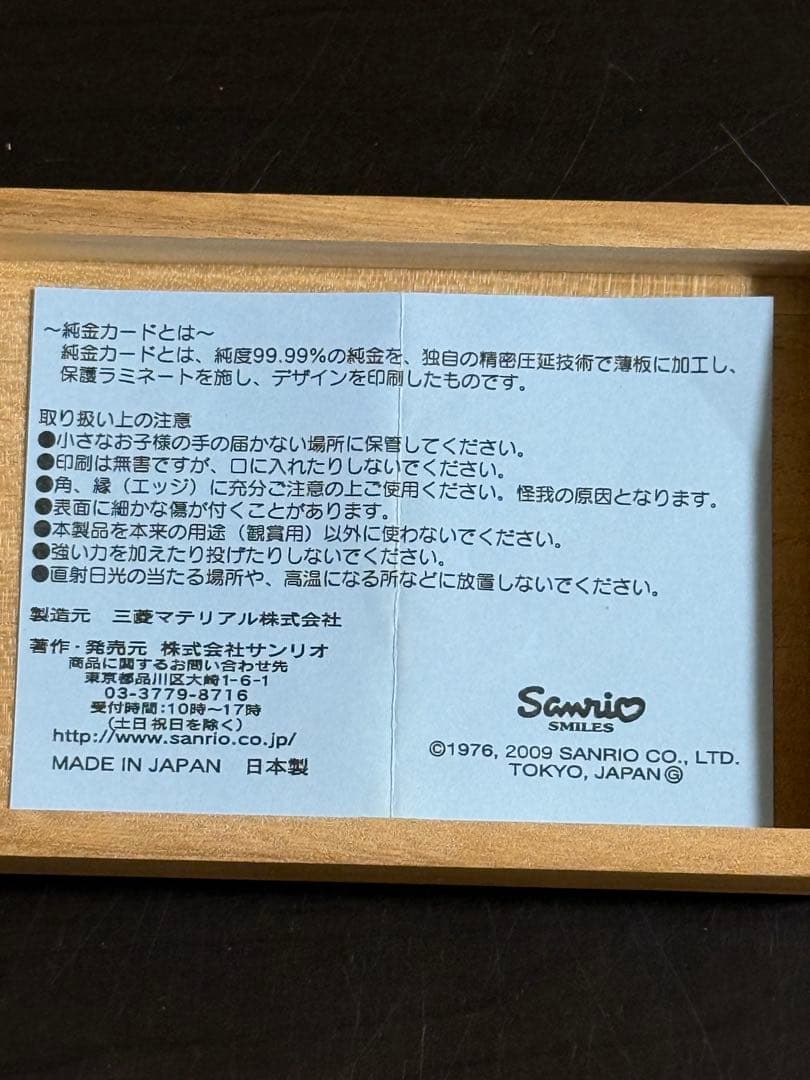 ～純金カードとは～
純金カードとは、純度99.99%の純金を、独自の精密圧延技術で薄板に加工し、
保護ラミネートを施し、デザインを印刷したものです。
取り扱い上の注意
●小さなお子様の手の届かない場所に保管してください。
●印刷は無害ですが、口に入れたりしないでください。
●角、縁（エッジ）に充分ご注意の上ご使用ください。怪我の原因となります。
●表面に細かな傷が付くことがあります。
●本製品を本来の用途（観賞用）以外に使わないでください。
●強い力を加えたり投げたりしないでください。
●直射日光の当たる場所や、高温になる所などに放置しないでください。
製造元　三菱マテリアル株式会社
著作・発売元 株式会社サンリオ
商品に関するお問い合わせ先
東京都品川区大崎1-6-1
03-3779-8716
受付時間：10時～17時
（土日祝日を除く）
http://www.sanrio.co.jp/
MADE IN JAPAN　日本製
Sanrio
SMILES
©1976, 2009 SANRIO CO., LTD.
TOKYO, JAPAN Ⓖ